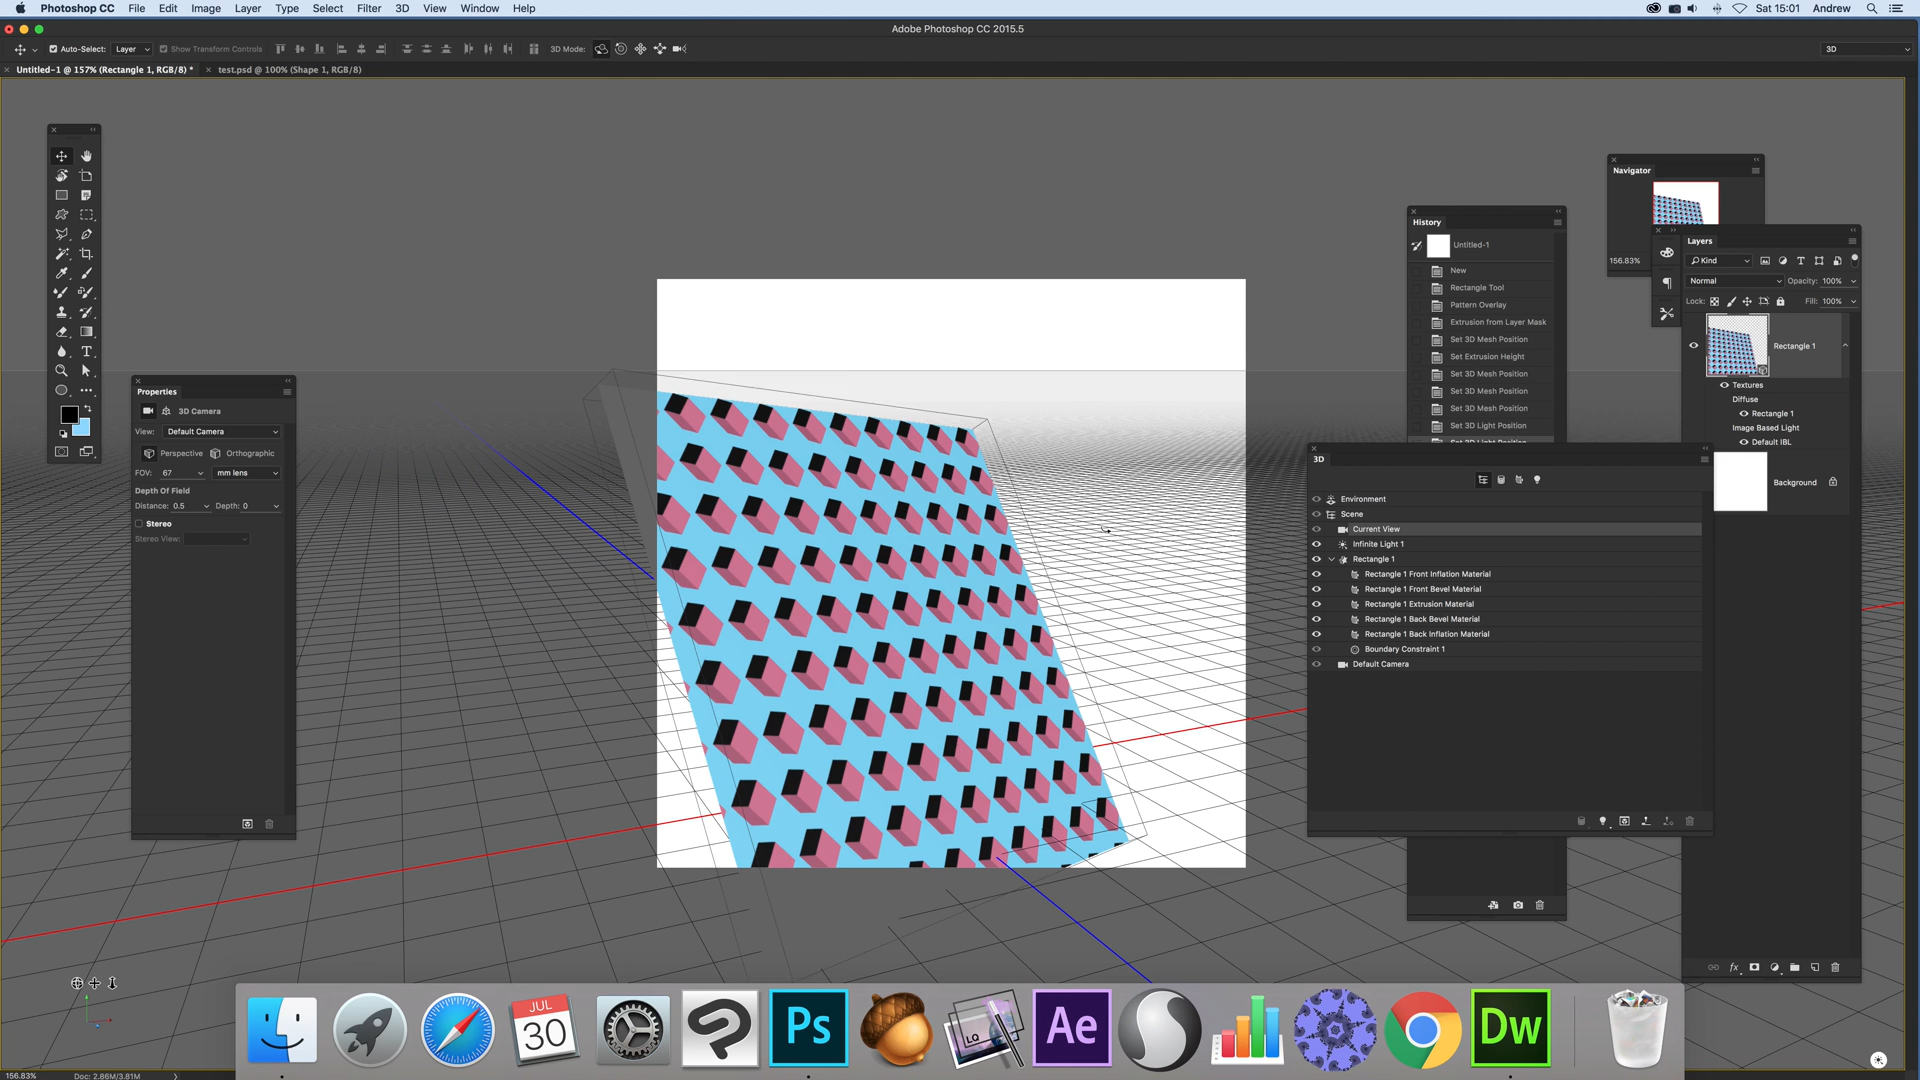 Photoshop CC File Edit Image Layer Type Select Filter 3D View Window Help Sat 15:01 Andrew
Adobe Photoshop CC 2015.5
Auto-Select: Layer Show Transform Controls 3D Mode: 3D
Untitled-1 @ 157% (Rectangle 1, RGB/8) * test.psd @ 100% (Shape 1, RGB/8)
Properties
3D Camera
View: Default Camera
Perspective Orthographic
FOV: 67 mm lens
Depth Of Field
Distance: 0.5 Depth: 0
Stereo
Stereo View:
History
Untitled-1
New
Rectangle Tool
Pattern Overlay
Extrusion from Layer Mask
Set 3D Mesh Position
Set Extrusion Height
Set 3D Mesh Position
Set 3D Mesh Position
Set 3D Mesh Position
Set 3D Light Position
Set 3D Light Position
Navigator
156.83%
Layers
Kind
Normal Opacity: 100%
Lock: Fill: 100%
Rectangle 1
Textures
Diffuse
Rectangle 1
Image Based Light
Default IBL
Background
3D
Environment
Scene
Current View
Infinite Light 1
Rectangle 1
Rectangle 1 Front Inflation Material
Rectangle 1 Front Bevel Material
Rectangle 1 Extrusion Material
Rectangle 1 Back Bevel Material
Rectangle 1 Back Inflation Material
Boundary Constraint 1
Default Camera
fx
JUL
30
Ps
LQ
Ae
Dw
156.83% Doc: 2.86M/3.81M